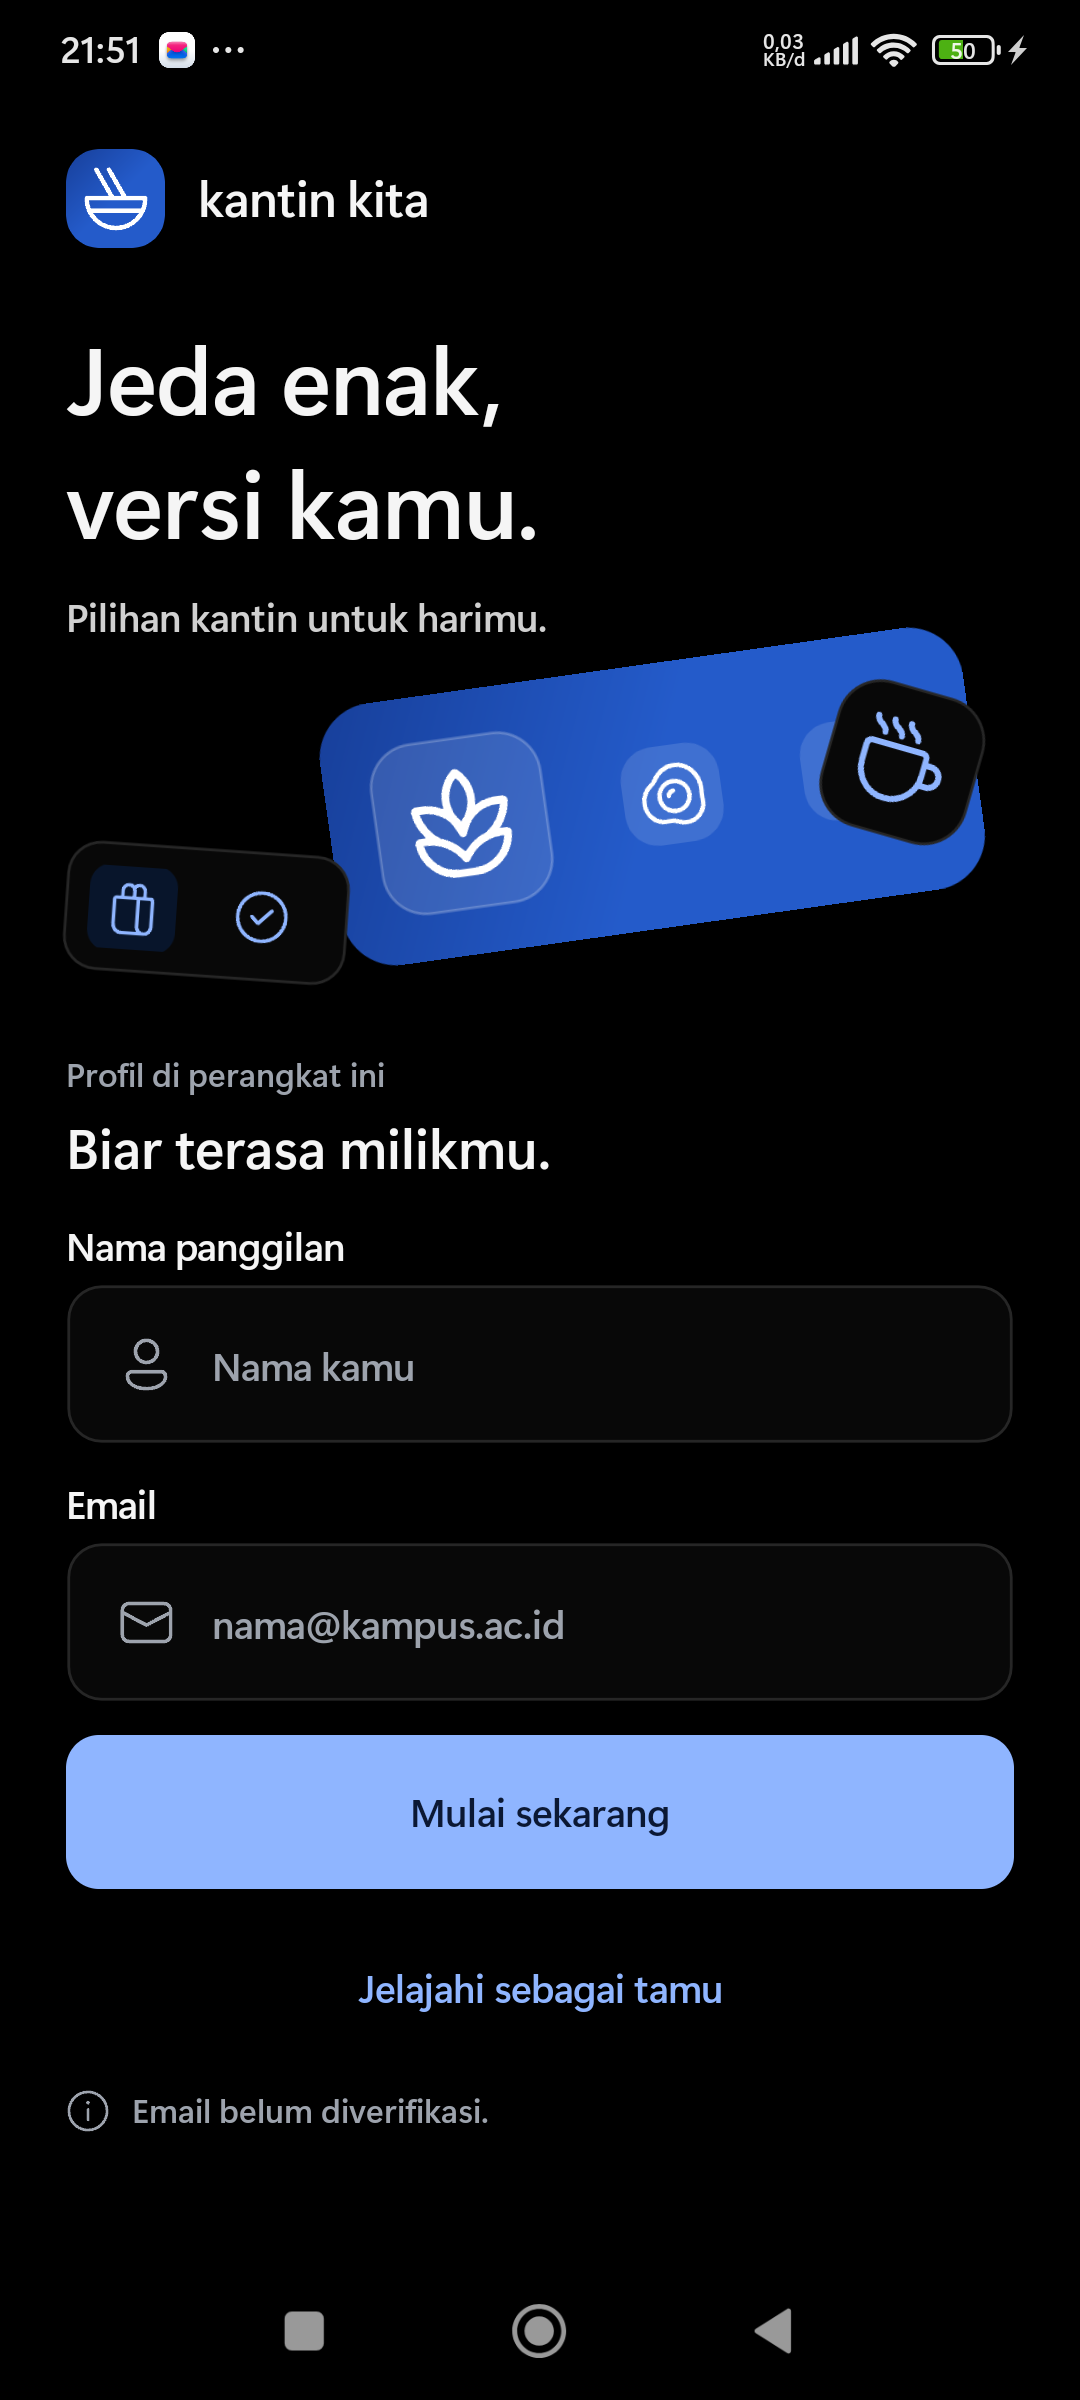 21:51
0,03
KB/d
50
kantin kita
Jeda enak,
versi kamu.
Pilihan kantin untuk harimu.
Profil di perangkat ini
Biar terasa milikmu.
Nama panggilan
Nama kamu
Email
nama@kampus.ac.id
Mulai sekarang
Jelajahi sebagai tamu
Email belum diverifikasi.